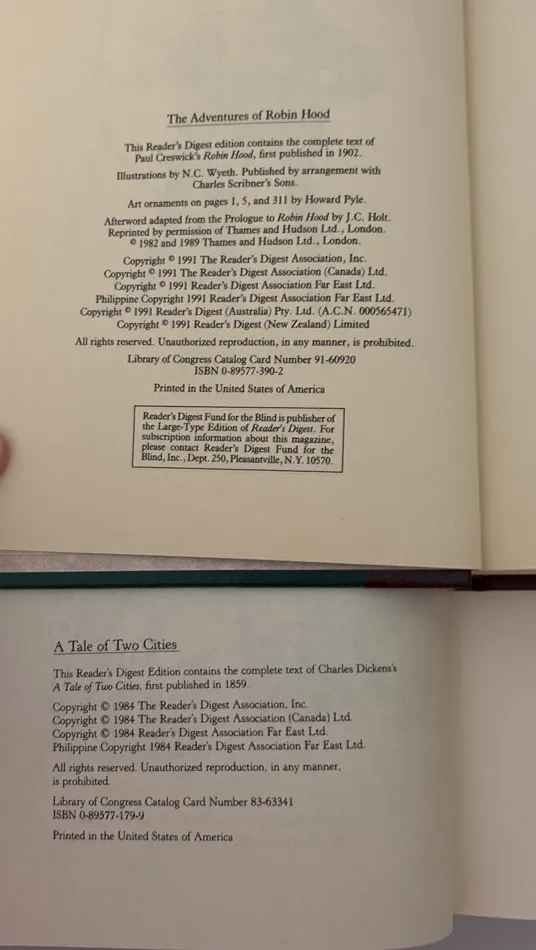 The Adventures of Robin Hood
This Reader's Digest edition contains the complete text of
Paul Creswick's Robin Hood, first published in 1902.
Illustrations by N.C. Wyeth. Published by arrangement with
Charles Scribner's Sons.
Art ornaments on pages 1, 5, and 311 by Howard Pyle.
Afterword adapted from the Prologue to Robin Hood by J.C. Holt.
Reprinted by permission of Thames and Hudson Ltd., London.
© 1982 and 1989 Thames and Hudson Ltd., London.
Copyright © 1991 The Reader's Digest Association, Inc.
Copyright © 1991 The Reader's Digest Association (Canada) Ltd.
Copyright © 1991 Reader's Digest Association Far East Ltd.
Philippine Copyright 1991 Reader's Digest Association Far East Ltd.
Copyright © 1991 Reader's Digest (Australia) Pty. Ltd. (A.C.N. 000565471)
Copyright © 1991 Reader's Digest (New Zealand) Limited
All rights reserved. Unauthorized reproduction, in any manner, is prohibited.
Library of Congress Catalog Card Number 91-60920
ISBN 0-89577-390-2
Printed in the United States of America
Reader's Digest Fund for the Blind is publisher of
the Large-Type Edition of Reader's Digest. For
subscription information about this magazine,
please contact Reader's Digest Fund for the
Blind, Inc., Dept. 250, Pleasantville, N.Y. 10570.
A Tale of Two Cities
This Reader's Digest Edition contains the complete text of Charles Dickens's
A Tale of Two Cities, first published in 1859.
Copyright © 1984 The Reader's Digest Association, Inc.
Copyright © 1984 The Reader's Digest Association (Canada) Ltd.
Copyright © 1984 Reader's Digest Association Far East Ltd.
Philippine Copyright 1984 Reader's Digest Association Far East Ltd.
All rights reserved. Unauthorized reproduction, in any manner,
is prohibited.
Library of Congress Catalog Card Number 83-63341
ISBN 0-89577-179-9
Printed in the United States of America